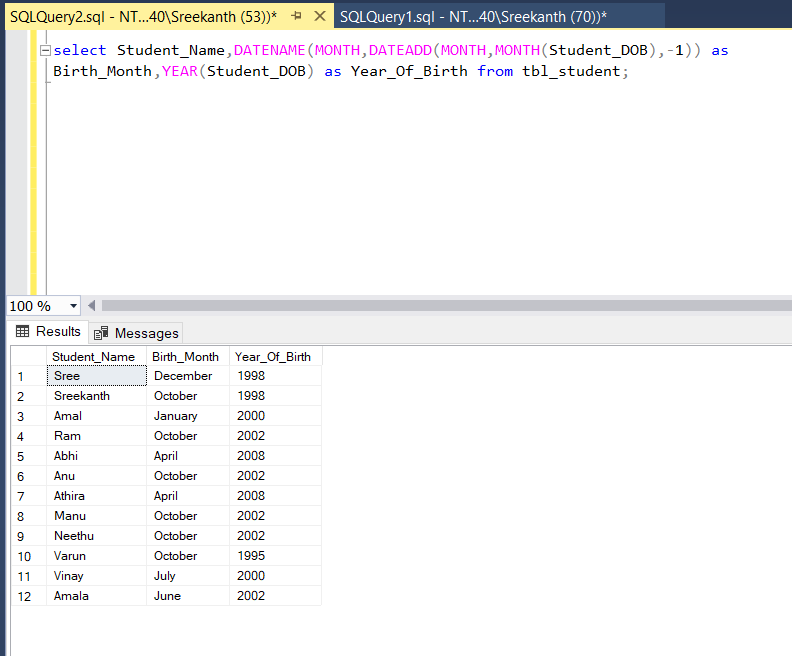 SQLQuery2.sql - NT...40\Sreekanth (53))* SQLQuery1.sql - NT...40\Sreekanth (70))*
select Student_Name,DATENAME(MONTH,DATEADD(MONTH,MONTH(Student_DOB),-1)) as
Birth_Month,YEAR(Student_DOB) as Year_Of_Birth from tbl_student;
100 %
Results Messages
Student_Name Birth_Month Year_Of_Birth
1 Sree December 1998
2 Sreekanth October 1998
3 Amal January 2000
4 Ram October 2002
5 Abhi April 2008
6 Anu October 2002
7 Athira April 2008
8 Manu October 2002
9 Neethu October 2002
10 Varun October 1995
11 Vinay July 2000
12 Amala June 2002